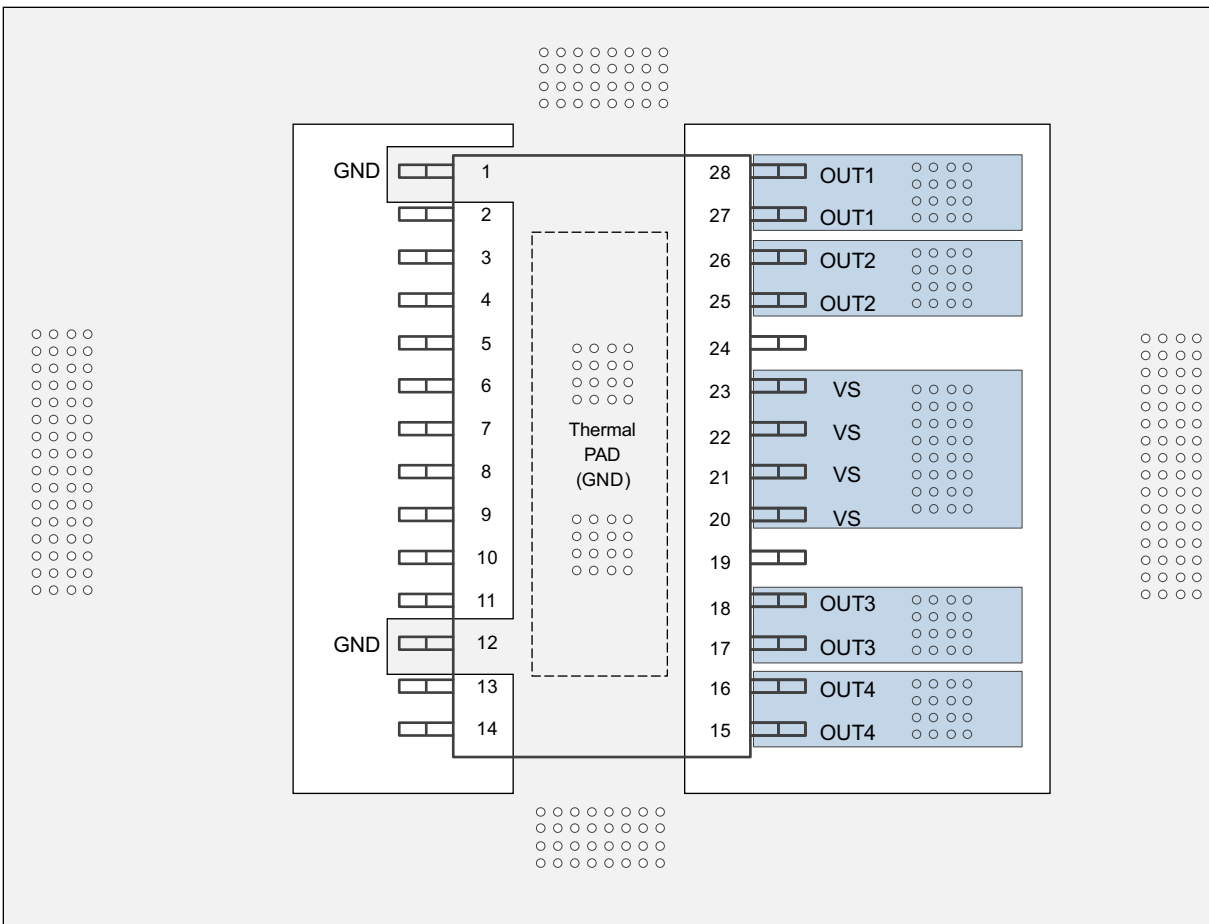 GND 1
2
3
4
5
6
7
8
9
10
11
GND 12
13
14
Thermal
PAD
(GND)
28 OUT1
27 OUT1
26 OUT2
25 OUT2
24
23 VS
22 VS
21 VS
20 VS
19
18 OUT3
17 OUT3
16 OUT4
15 OUT4